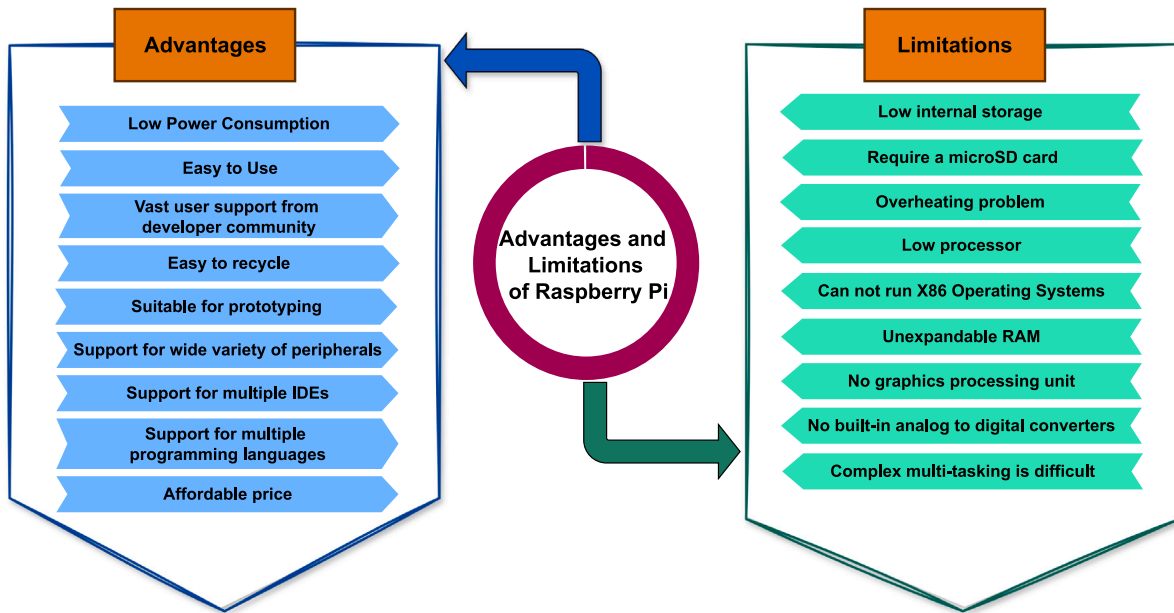 Advantages
Low Power Consumption
Easy to Use
Vast user support from
developer community
Easy to recycle
Suitable for prototyping
Support for wide variety of peripherals
Support for multiple IDEs
Support for multiple
programming languages
Affordable price
Advantages and
Limitations
of Raspberry Pi
Limitations
Low internal storage
Require a microSD card
Overheating problem
Low processor
Can not run X86 Operating Systems
Unexpandable RAM
No graphics processing unit
No built-in analog to digital converters
Complex multi-tasking is difficult